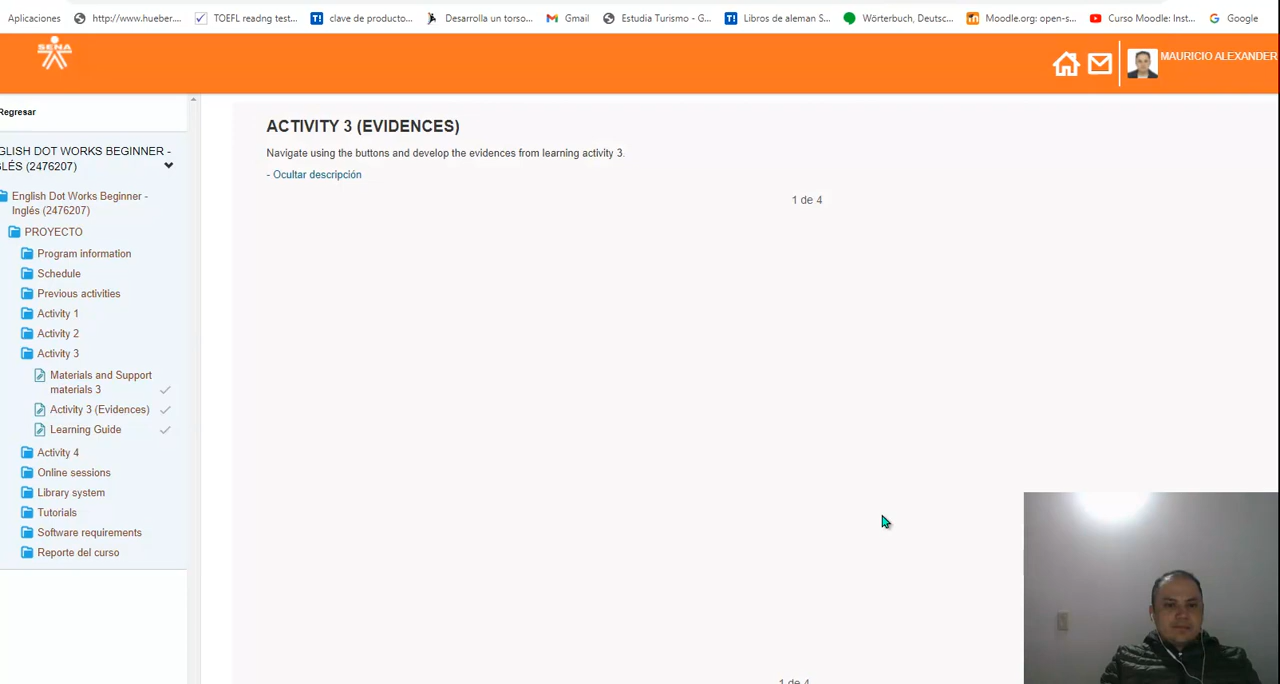 Aplicaciones
http://www.hueber....
TOEFL readng test...
clave de producto...
Desarrolla un torso...
Gmail
Estudia Turismo - G...
Libros de aleman S...
Wörterbuch, Deutsc...
Moodle.org: open-s...
Curso Moodle: Inst...
Google
SENA
MAURICIO ALEXANDER
Regresar
GLISH DOT WORKS BEGINNER -
LÉS (2476207)
English Dot Works Beginner -
Inglés (2476207)
PROYECTO
Program information
Schedule
Previous activities
Activity 1
Activity 2
Activity 3
Materials and Support
materials 3
Activity 3 (Evidences)
Learning Guide
Activity 4
Online sessions
Library system
Tutorials
Software requirements
Reporte del curso
ACTIVITY 3 (EVIDENCES)
Navigate using the buttons and develop the evidences from learning activity 3.
- Ocultar descripción
1 de 4
1 de 4